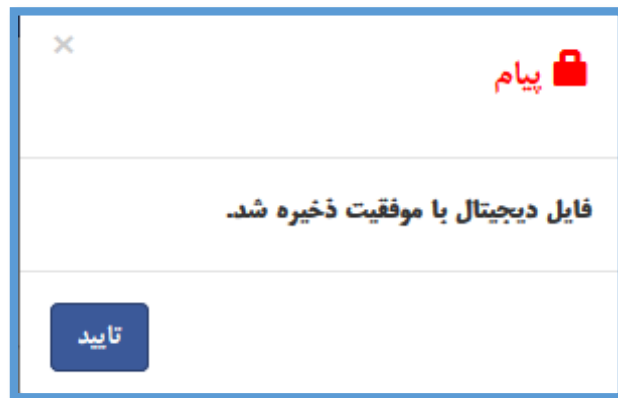 پیام
فایل دیجیتال با موفقیت ذخیره شد.
تایید